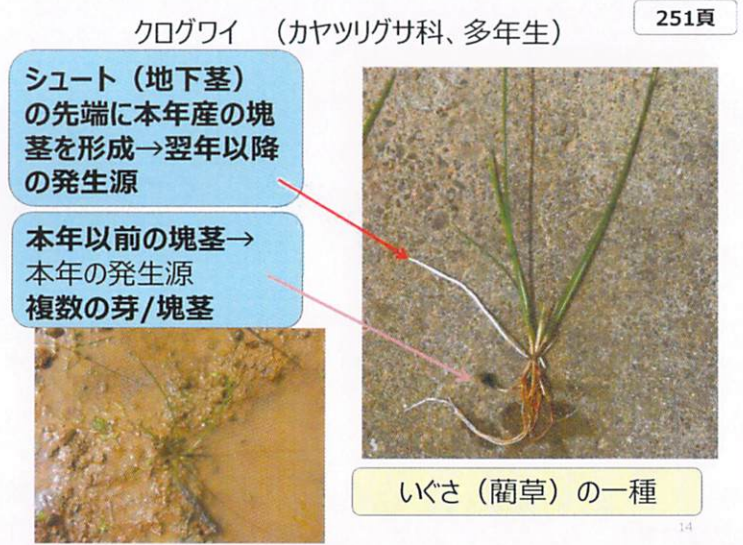 251頁
クログワイ （カヤツリグサ科、多年生）
シュート（地下茎）
の先端に本年産の塊
茎を形成→翌年以降
の発生源
本年以前の塊茎→
本年の発生源
複数の芽/塊茎
いぐさ（藺草）の一種
14